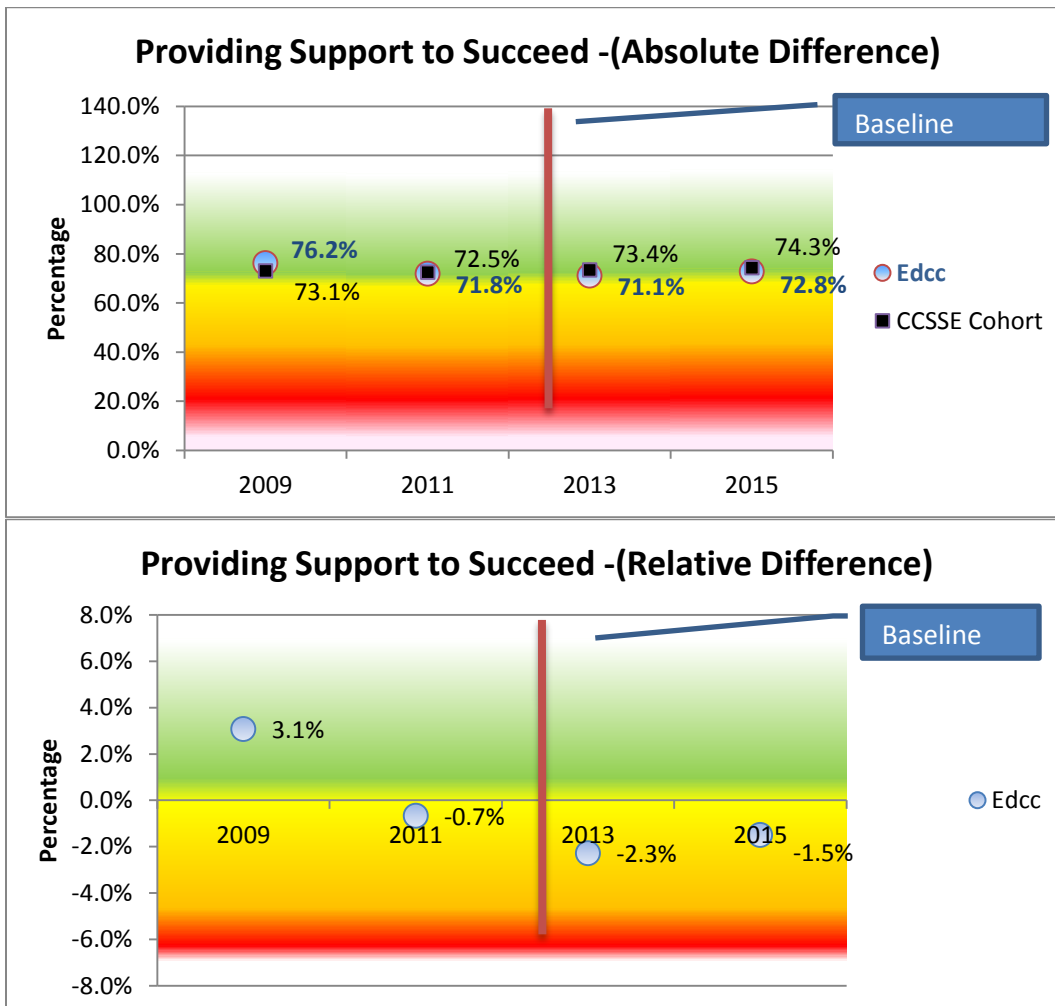 Providing Support to Succeed -(Absolute Difference)
140.0%
120.0%
100.0%
80.0%
60.0%
40.0%
20.0%
0.0%
Percentage
Baseline
76.2%
73.1%
72.5%
71.8%
73.4%
71.1%
74.3%
72.8%
2009 2011 2013 2015
Edcc
CCSSE Cohort
Providing Support to Succeed -(Relative Difference)
8.0%
6.0%
4.0%
2.0%
0.0%
-2.0%
-4.0%
-6.0%
-8.0%
Percentage
Baseline
3.1%
-0.7%
-2.3%
-1.5%
2009 2011 2013 2015
Edcc